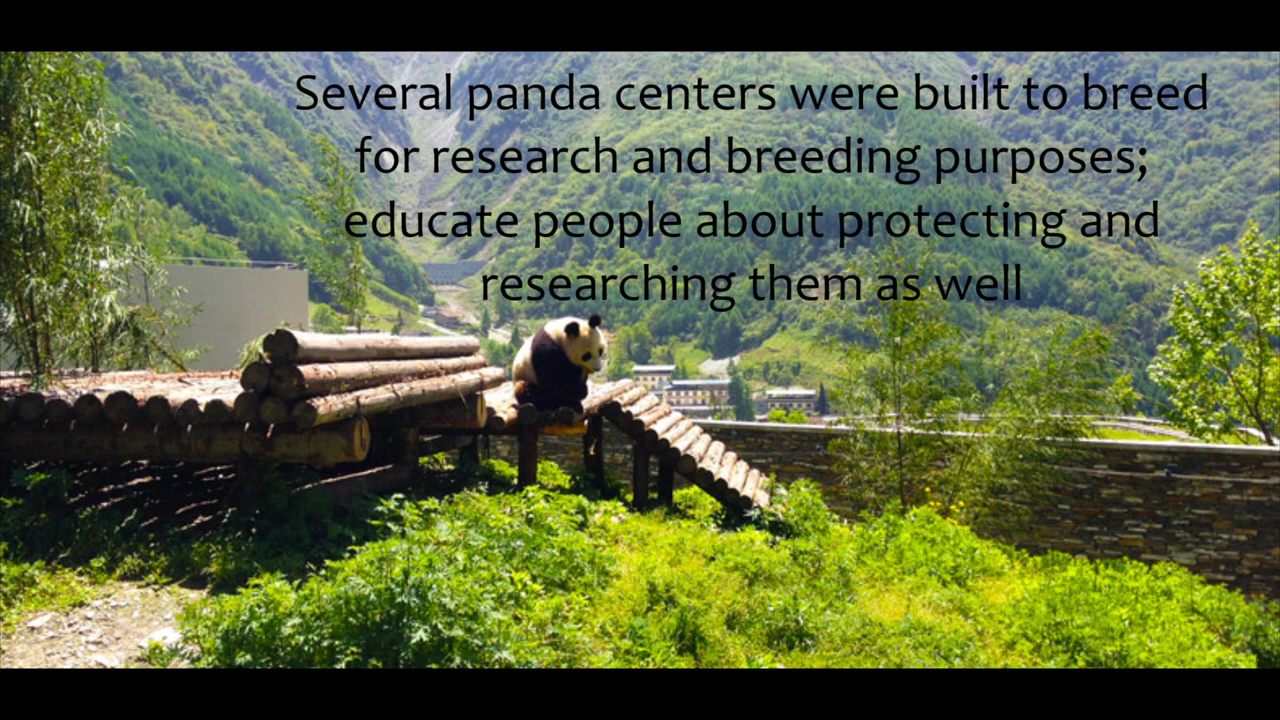 Several panda centers were built to breed
for research and breeding purposes;
educate people about protecting and
researching them as well